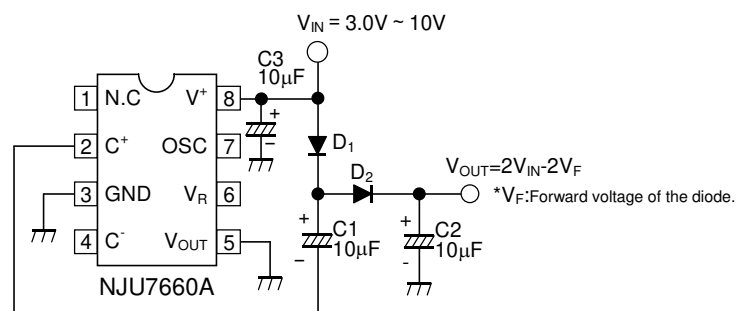 V_IN = 3.0V ~ 10V
C3
10µF
1 N.C V⁺ 8
2 C⁺ OSC 7
3 GND V_R 6
4 C⁻ V_OUT 5
NJU7660A
+
−
D₁
D₂
V_OUT=2V_IN-2V_F
*V_F:Forward voltage of the diode.
+
C1
10µF
−
+
C2
10µF
-